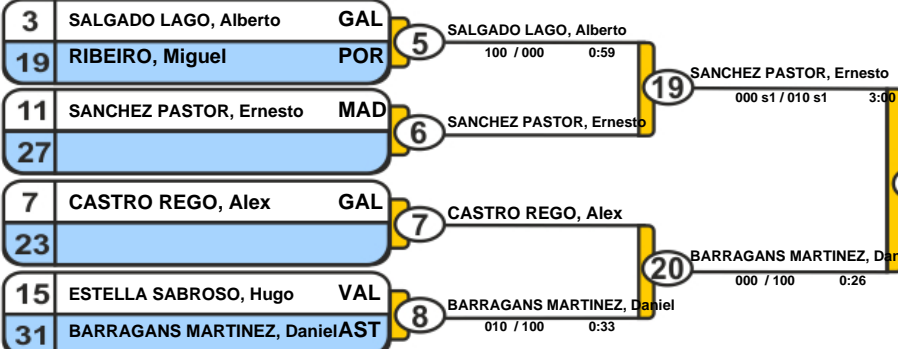 3 SALGADO LAGO, Alberto GAL
19 RIBEIRO, Miguel POR
5 SALGADO LAGO, Alberto
100 / 000 0:59
11 SANCHEZ PASTOR, Ernesto MAD
27
6 SANCHEZ PASTOR, Ernesto
19 SANCHEZ PASTOR, Ernesto
000 s1 / 010 s1 3:00
7 CASTRO REGO, Alex GAL
23
7 CASTRO REGO, Alex
15 ESTELLA SABROSO, Hugo VAL
31 BARRAGANS MARTINEZ, Daniel AST
8 BARRAGANS MARTINEZ, Daniel
010 / 100 0:33
20 BARRAGANS MARTINEZ, Dan
000 / 100 0:26